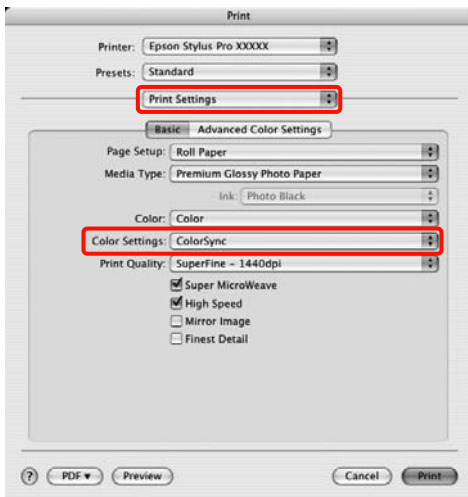 Print
Printer: Epson Stylus Pro XXXXX
Presets: Standard
Print Settings
Basic Advanced Color Settings
Page Setup: Roll Paper
Media Type: Premium Glossy Photo Paper
Ink: Photo Black
Color: Color
Color Settings: ColorSync
Print Quality: SuperFine – 1440dpi
Super MicroWeave
High Speed
Mirror Image
Finest Detail
? PDF Preview Cancel Print